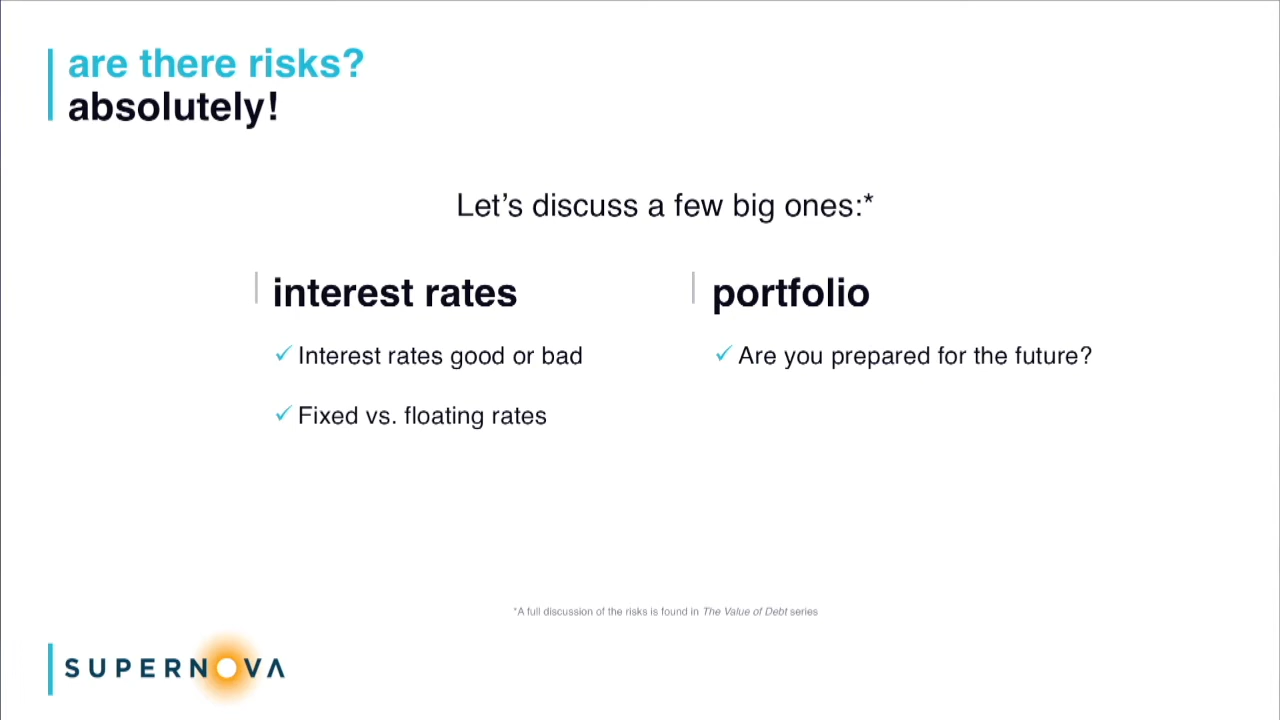 are there risks?
absolutely!
Let’s discuss a few big ones:*
interest rates
✓ Interest rates good or bad
✓ Fixed vs. floating rates
portfolio
✓ Are you prepared for the future?
*A full discussion of the risks is found in The Value of Debt series
SUPERNOVA